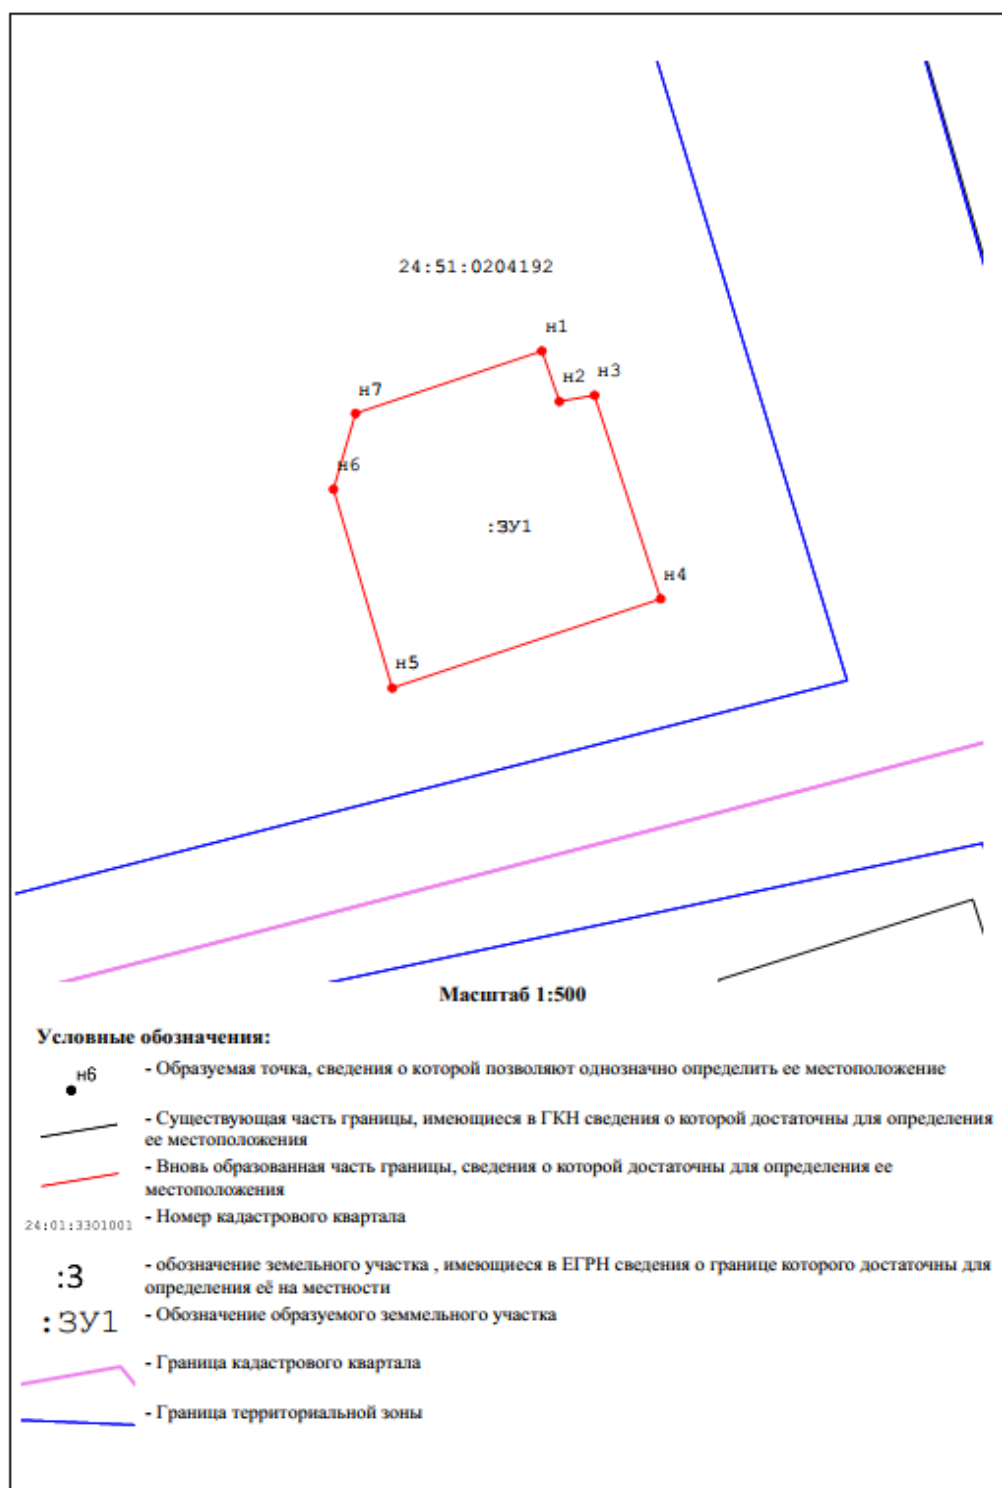 24:51:0204192
н1
н2
н3
н7
н6
:ЗУ1
н4
н5
Масштаб 1:500
Условные обозначения:
н6
- Образуемая точка, сведения о которой позволяют однозначно определить ее местоположение
- Существующая часть границы, имеющиеся в ГКН сведения о которой достаточны для определения
ее местоположения
- Вновь образованная часть границы, сведения о которой достаточны для определения ее
местоположения
24:01:3301001
- Номер кадастрового квартала
:3
- обозначение земельного участка , имеющиеся в ЕГРН сведения о границе которого достаточны для
определения её на местности
:ЗУ1
- Обозначение образуемого земмельного участка
- Граница кадастрового квартала
- Граница территориальной зоны